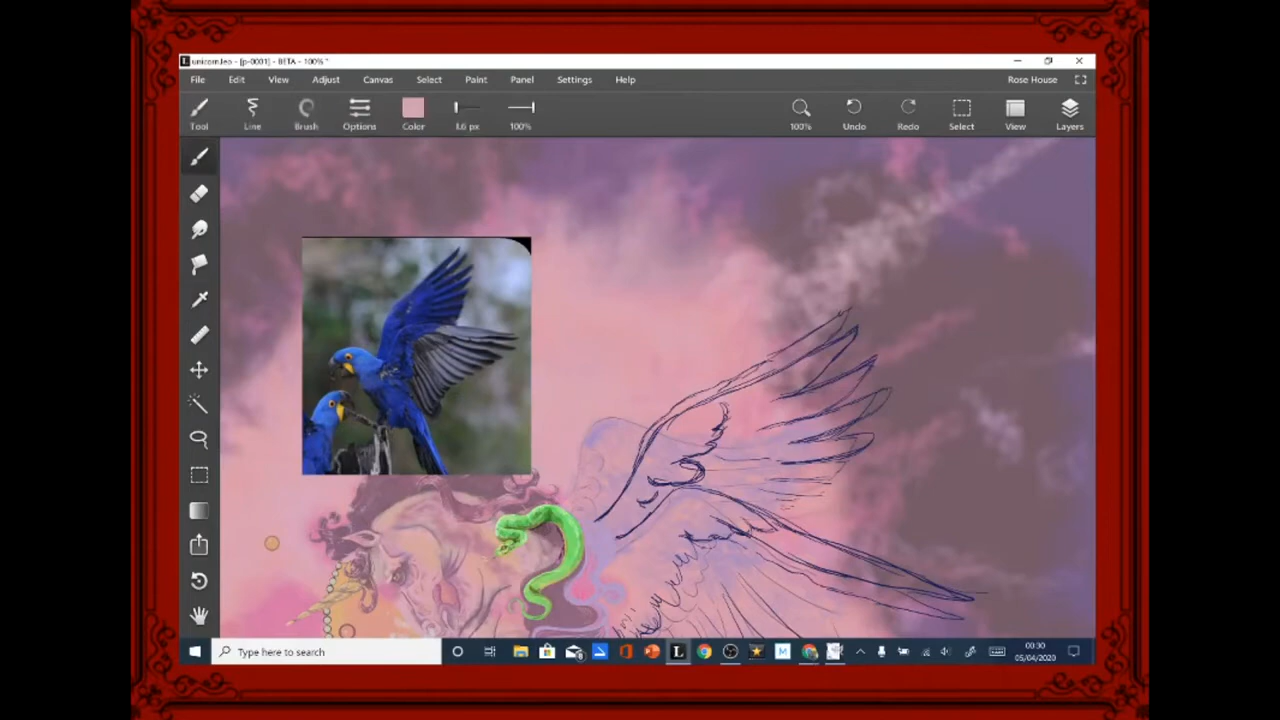 unicorn.leo - [p-0001] - BETA - 100% *
File Edit View Adjust Canvas Select Paint Panel Settings Help Rose House
Tool Line Brush Options Color 1.6 px 100% 100% Undo Redo Select View Layers
Type here to search
00:30
05/04/2020